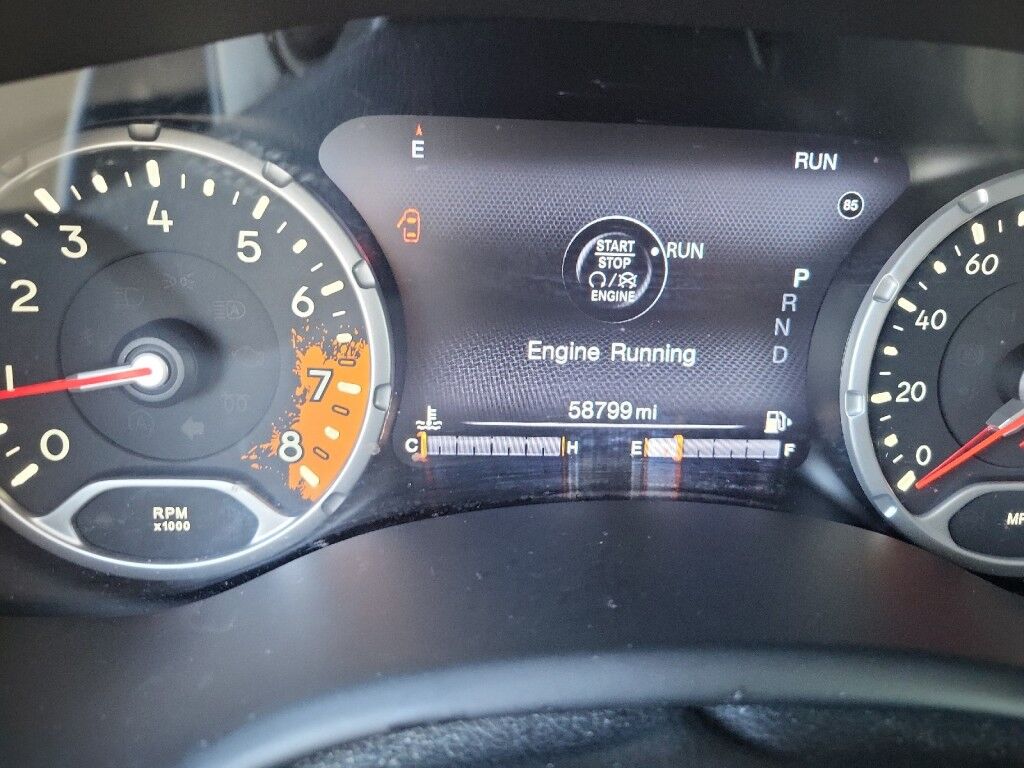 E
RUN
85
START
STOP
ENGINE
RUN
P
R
N
D
Engine Running
58799 mi
C
H
E
F
0
1
2
3
4
5
6
7
8
RPM
x1000
0
20
40
60